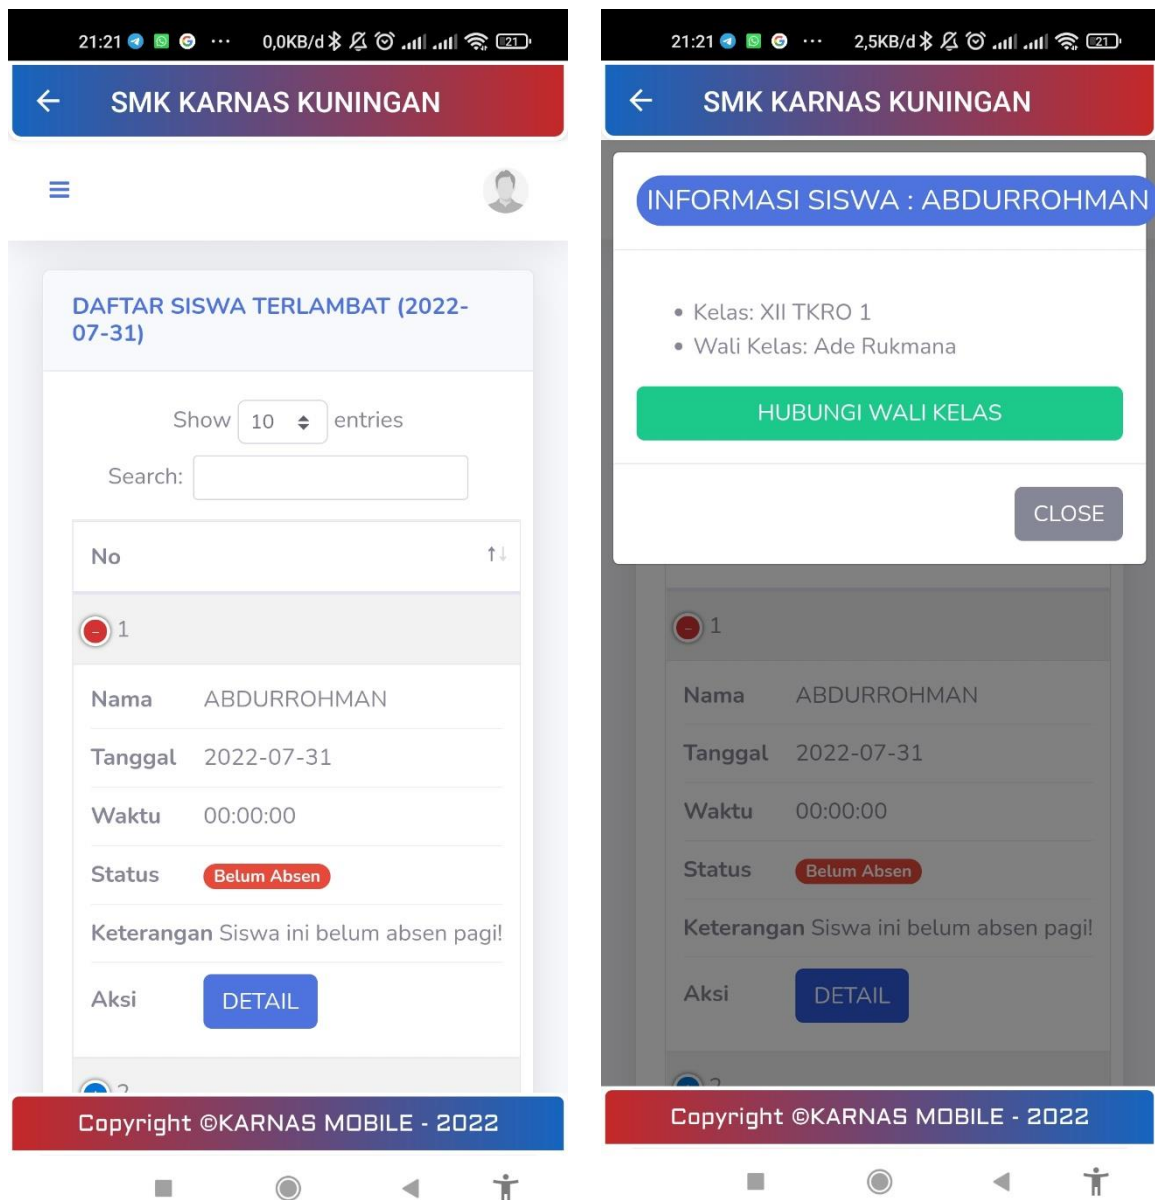 21:21 ... 0,0KB/d 21
SMK KARNAS KUNINGAN
DAFTAR SISWA TERLAMBAT (2022-
07-31)
Show 10 entries
Search:
No
1
Nama ABDURROHMAN
Tanggal 2022-07-31
Waktu 00:00:00
Status Belum Absen
Keterangan Siswa ini belum absen pagi!
Aksi DETAIL
2
Copyright ©KARNAS MOBILE - 2022
21:21 ... 2,5KB/d 21
SMK KARNAS KUNINGAN
INFORMASI SISWA : ABDURROHMAN
• Kelas: XII TKRO 1
• Wali Kelas: Ade Rukmana
HUBUNGI WALI KELAS
CLOSE
1
Nama ABDURROHMAN
Tanggal 2022-07-31
Waktu 00:00:00
Status Belum Absen
Keterangan Siswa ini belum absen pagi!
Aksi DETAIL
2
Copyright ©KARNAS MOBILE - 2022